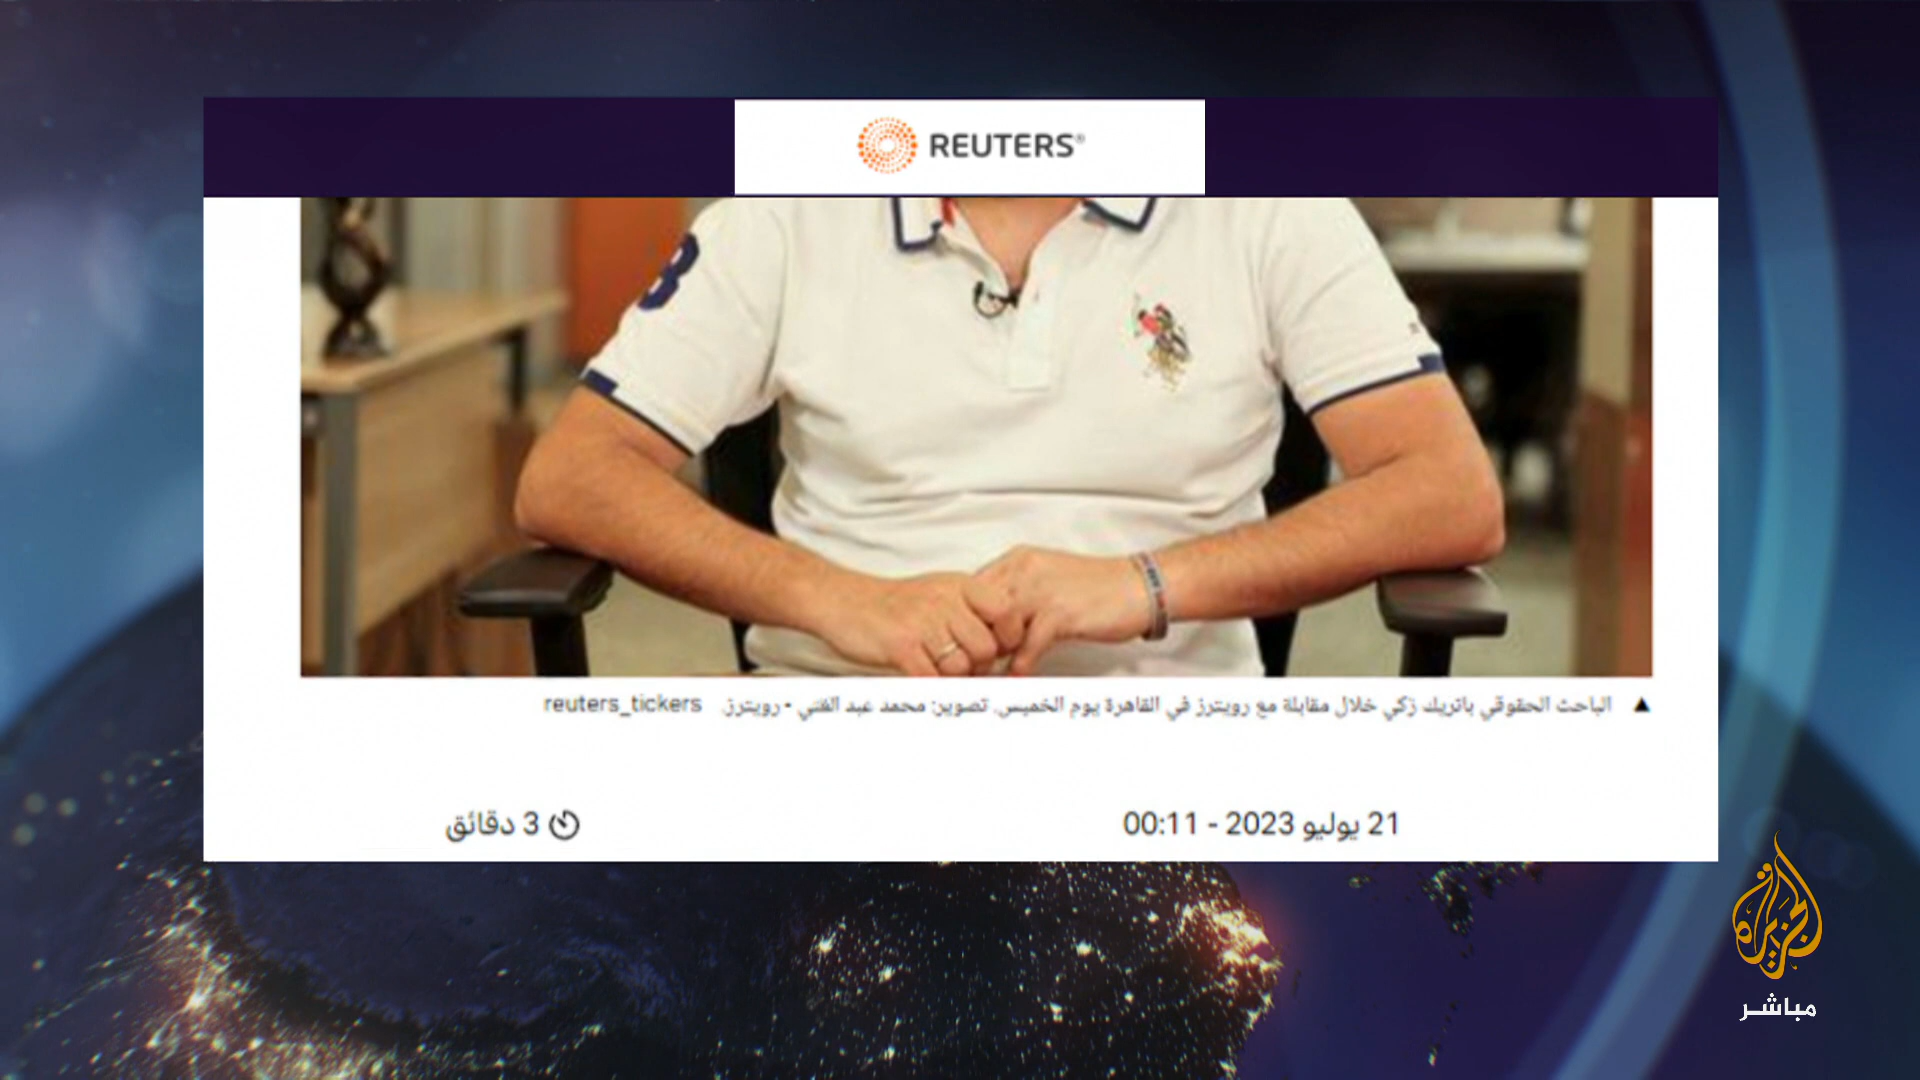 REUTERS®
▲ الباحث الحقوقي باتريك زكي خلال مقابلة مع رويترز في القاهرة يوم الخميس. تصوير: محمد عبد الغني - رويترز. reuters_tickers
21 يوليو 2023 - 00:11
3 دقائق
الجزيرة
مباشر